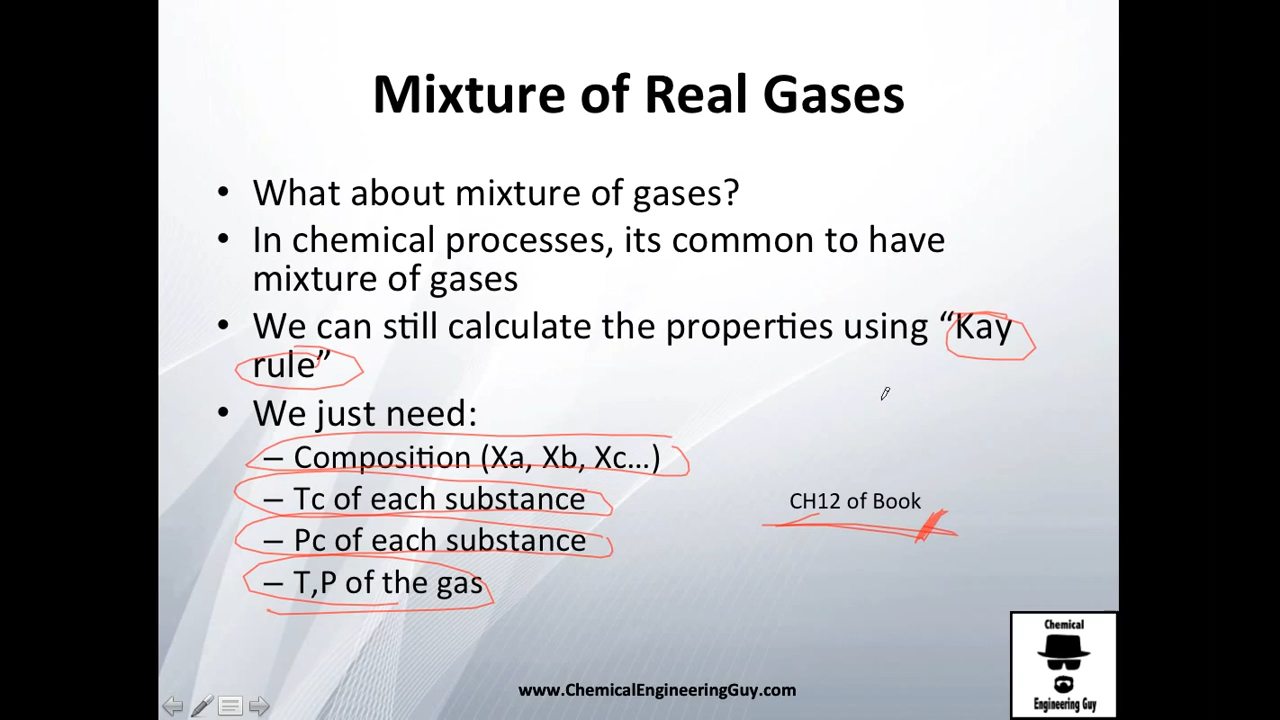 Mixture of Real Gases
• What about mixture of gases?
• In chemical processes, its common to have
mixture of gases
• We can still calculate the properties using “Kay
rule”
• We just need:
– Composition (Xa, Xb, Xc...)
– Tc of each substance
– Pc of each substance
– T,P of the gas
CH12 of Book
www.ChemicalEngineeringGuy.com
Chemical
Engineering Guy